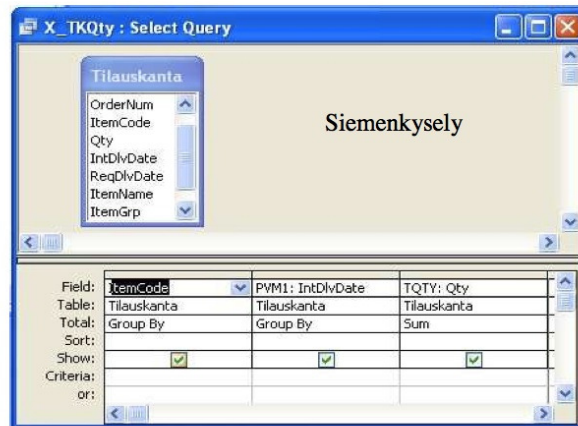 X_TKQty : Select Query
Tilauskanta
OrderNum
ItemCode
Qty
IntDlvDate
ReqDlvDate
ItemName
ItemGrp
Siemenkysely
Field: ItemCode PVM1: IntDlvDate TQTY: Qty
Table: Tilauskanta Tilauskanta Tilauskanta
Total: Group By Group By Sum
Sort:
Show:
Criteria:
or: